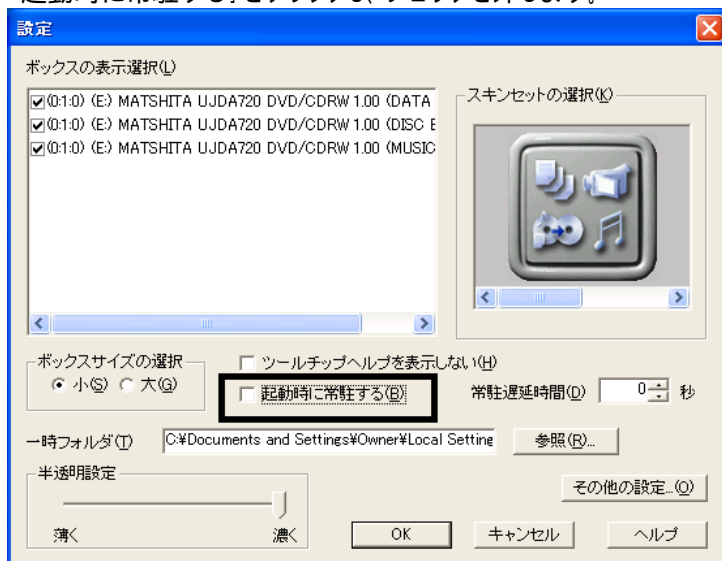 設定
ボックスの表示選択(L)
(0:1:0) (E:) MATSHITA UJDA720 DVD/CDRW 1.00 (DATA
(0:1:0) (E:) MATSHITA UJDA720 DVD/CDRW 1.00 (DISC
(0:1:0) (E:) MATSHITA UJDA720 DVD/CDRW 1.00 (MUSIC
スキンセットの選択(K)
ボックスサイズの選択
小(S) 大(G)
ツールチップヘルプを表示しない(H)
起動時に常駐する(B)
常駐遅延時間(D) 0 秒
一時フォルダ(T) C:¥Documents and Settings¥Owner¥Local Setting 参照(R)...
半透明設定
薄く 濃く
その他の設定...(O)
OK キャンセル ヘルプ